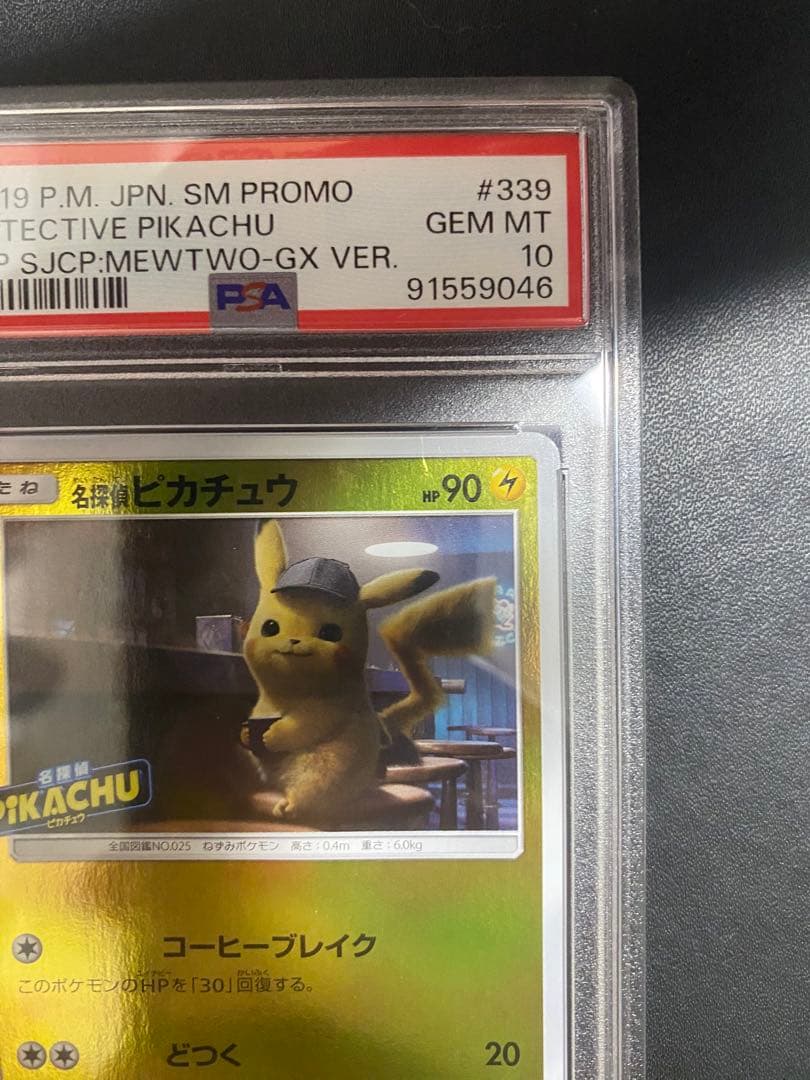 19 P.M. JPN. SM PROMO #339
TECTIVE PIKACHU GEM MT
P SJCP:MEWTWO-GX VER. 10
PSA 91559046
たね 名探偵ピカチュウ HP90
名探偵
PIKACHU
ピカチュウ
全国図鑑NO.025 ねずみポケモン 高さ:0.4m 重さ:6.0kg
コーヒーブレイク
このポケモンのHPを「30」回復する。
どつく 20